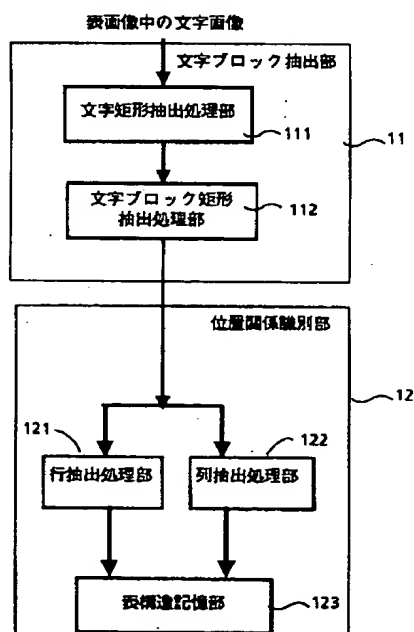 表画像中の文字画像
文字ブロック抽出部
文字矩形抽出処理部
111
11
文字ブロック矩形
抽出処理部
112
位置関係識別部
12
121
122
行抽出処理部
列抽出処理部
表構造記憶部
123